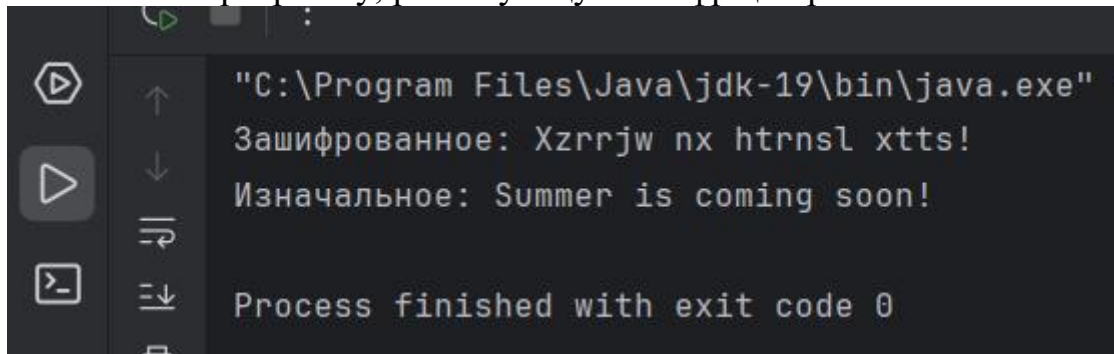 "C:\Program Files\Java\jdk-19\bin\java.exe"
Зашифрованное: Xzrrjw nx htrnsl xtts!
Изначальное: Summer is coming soon!
Process finished with exit code 0